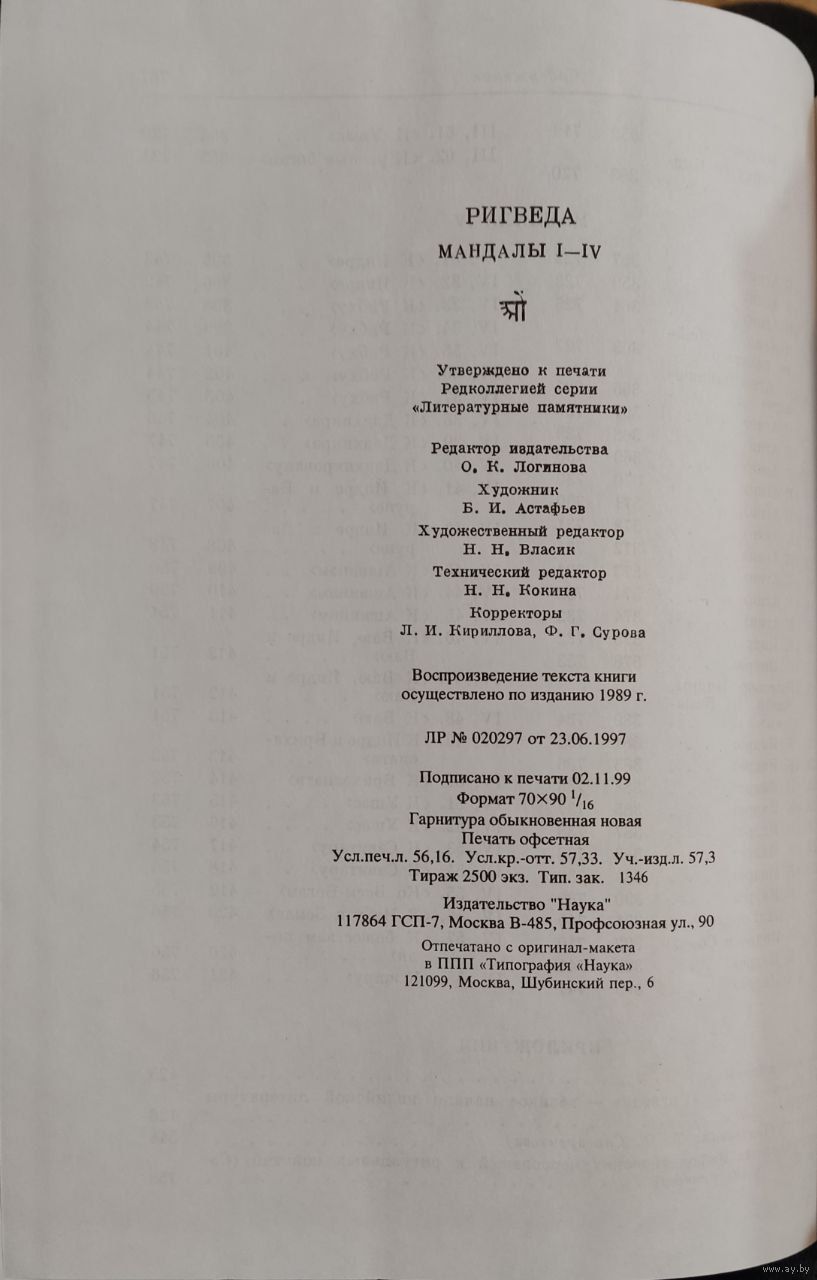 РИГВЕДА
МАНДАЛЫ I—IV
Утверждено к печати
Редколлегией серии
«Литературные памятники»
Редактор издательства
О. К. Логинова
Художник
Б. И. Астафьев
Художественный редактор
Н. Н. Власик
Технический редактор
Н. Н. Кокина
Корректоры
Л. И. Кириллова, Ф. Г. Сурова
Воспроизведение текста книги
осуществлено по изданию 1989 г.
ЛР № 020297 от 23.06.1997
Подписано к печати 02.11.99
Формат 70×90 1/16
Гарнитура обыкновенная новая
Печать офсетная
Усл.печ.л. 56,16. Усл.кр.-отт. 57,33. Уч.-изд.л. 57,3
Тираж 2500 экз. Тип. зак. 1346
Издательство "Наука"
117864 ГСП-7, Москва В-485, Профсоюзная ул., 90
Отпечатано с оригинал-макета
в ППП «Типография «Наука»
121099, Москва, Шубинский пер., 6
www.ay.by